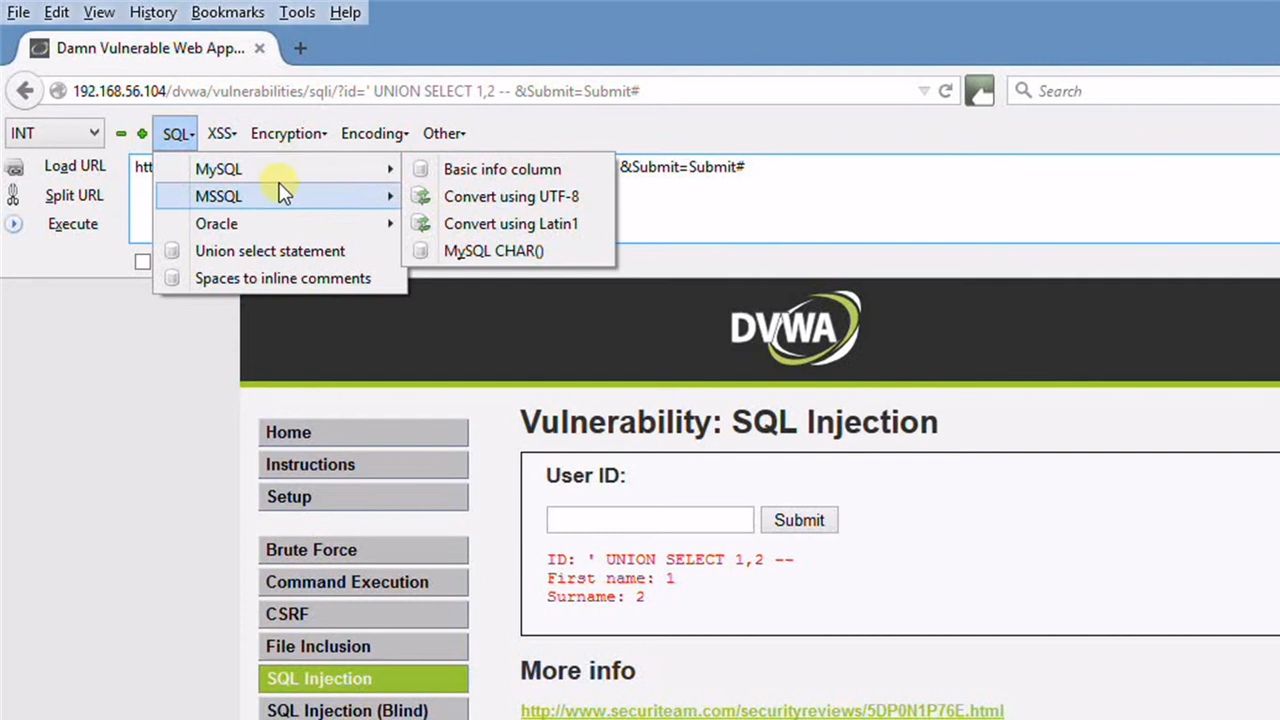 File Edit View History Bookmarks Tools Help
Damn Vulnerable Web App...
192.168.56.104/dvwa/vulnerabilities/sqli/?id=' UNION SELECT 1,2 -- &Submit=Submit#
Search
INT
SQL XSS Encryption Encoding Other
Load URL
htt
&Submit=Submit#
Split URL
Execute
MySQL
MSSQL
Oracle
Union select statement
Spaces to inline comments
Basic info column
Convert using UTF-8
Convert using Latin1
MySQL CHAR()
DVWA
Home
Instructions
Setup
Brute Force
Command Execution
CSRF
File Inclusion
SQL Injection
SQL Injection (Blind)
Vulnerability: SQL Injection
User ID:
Submit
ID: ' UNION SELECT 1,2 --
First name: 1
Surname: 2
More info
http://www.securiteam.com/securityreviews/5DP0N1P76E.html